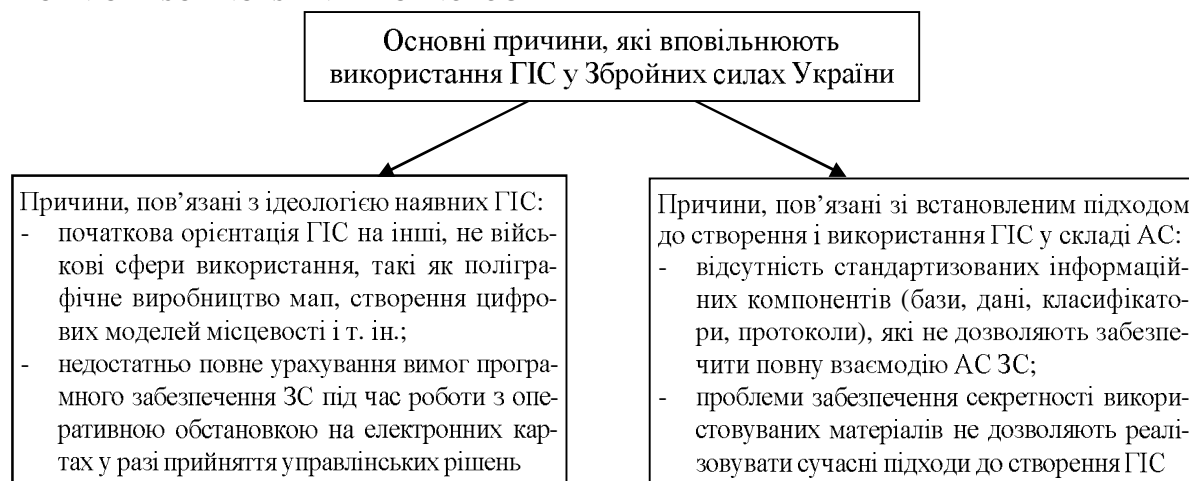 Основні причини, які вповільнюють
використання ГІС у Збройних силах України
Причини, пов’язані з ідеологією наявних ГІС:
- початкова орієнтація ГІС на інші, не війсь-
кові сфери використання, такі як полігра-
фічне виробництво мап, створення цифро-
вих моделей місцевості і т. ін.;
- недостатньо повне урахування вимог програ-
много забезпечення ЗС під час роботи з опе-
ративною обстановкою на електронних кар-
тах у разі прийняття управлінських рішень
Причини, пов’язані зі встановленим підходом
до створення і використання ГІС у складі АС:
- відсутність стандартизованих інформацій-
них компонентів (бази, дані, класифікато-
ри, протоколи), які не дозволяють забезпе-
чити повну взаємодію АС ЗС;
- проблеми забезпечення секретності викори-
стовуваних матеріалів не дозволяють реалі-
зовувати сучасні підходи до створення ГІС